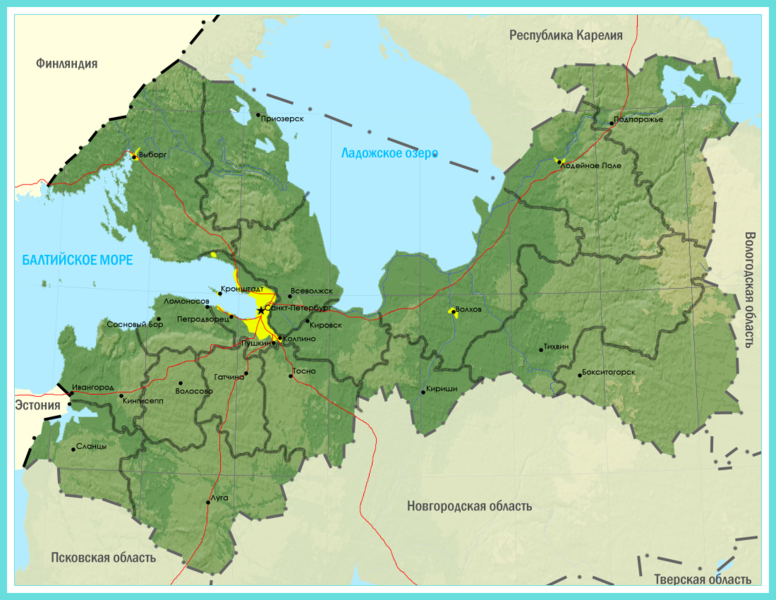 Республика Карелия
Финляндия
Приозерск
Подпорожье
Выборг
Ладожское озеро
Лодейное Поле
БАЛТИЙСКОЕ МОРЕ
Вологодская область
Кронштадт
Всеволжск
Ломоносов
Санкт-Петербург
Петродворец
Волхов
Сосновый Бор
Кировск
Колпино
Пушкин
Тихвин
Гатчина
Тосно
Бокситогорск
Ивангород
Волосово
Кириши
Кингисепп
Эстония
Сланцы
Луга
Новгородская область
Псковская область
Тверская область